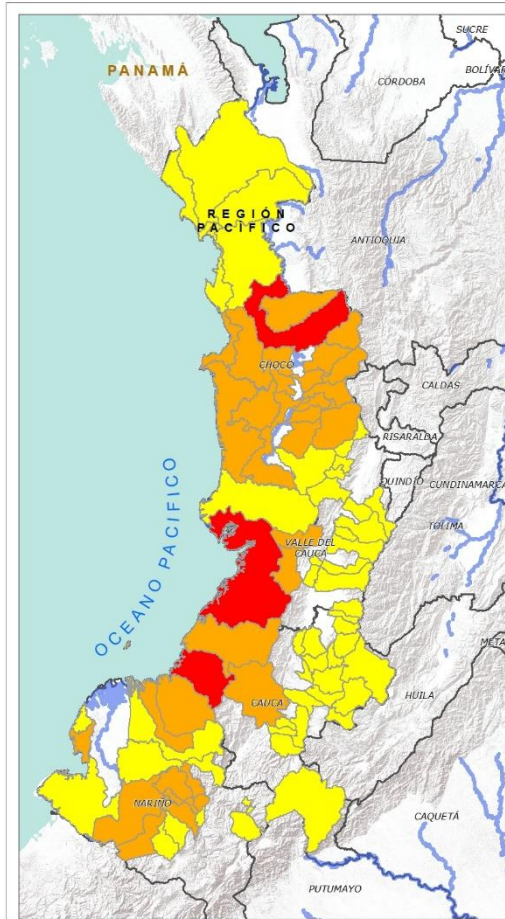 SUCRE
PANAMÁ
BOLÍVAR
CÓRDOBA
REGIÓN
PACÍFICO
ANTIOQUIA
CHOCO
CALDAS
RISARALDA
QUINDÍO
CUNDINAMARCA
OCEANO PACIFICO
TOLIMA
VALLE DEL
CAUCA
META
HUILA
CAUCA
NARIÑO
CAQUETÁ
PUTUMAYO